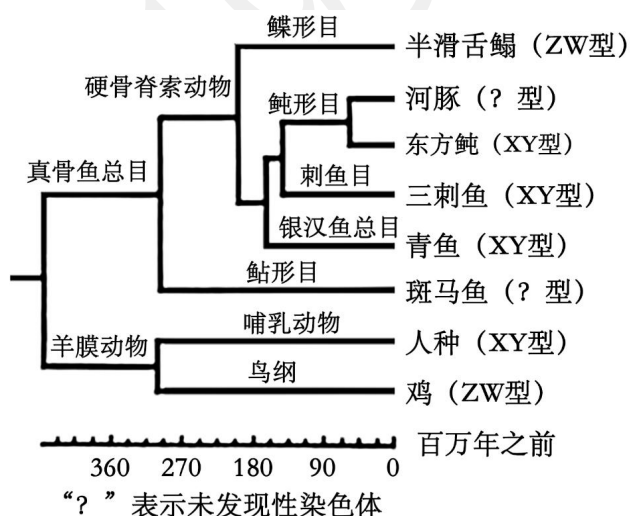 鲽形目
半滑舌鳎（ZW型）
硬骨脊索动物
鲀形目
河豚（? 型）
东方鲀（XY型）
真骨鱼总目
刺鱼目
三刺鱼（XY型）
银汉鱼总目
青鱼（XY型）
鲇形目
斑马鱼（? 型）
哺乳动物
羊膜动物
人种（XY型）
鸟纲
鸡（ZW型）
百万年之前
360 270 180 90 0
“? ”表示未发现性染色体